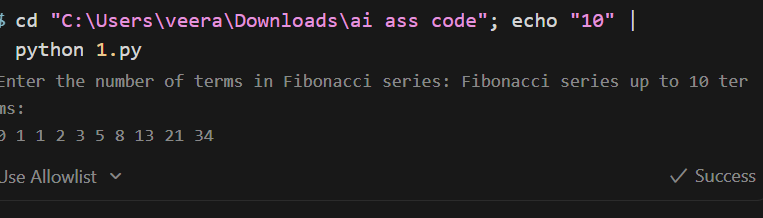 $ cd "C:\Users\veera\Downloads\ai ass code"; echo "10" |
python 1.py
Enter the number of terms in Fibonacci series: Fibonacci series up to 10 ter
ms:
0 1 1 2 3 5 8 13 21 34
Use Allowlist
Success